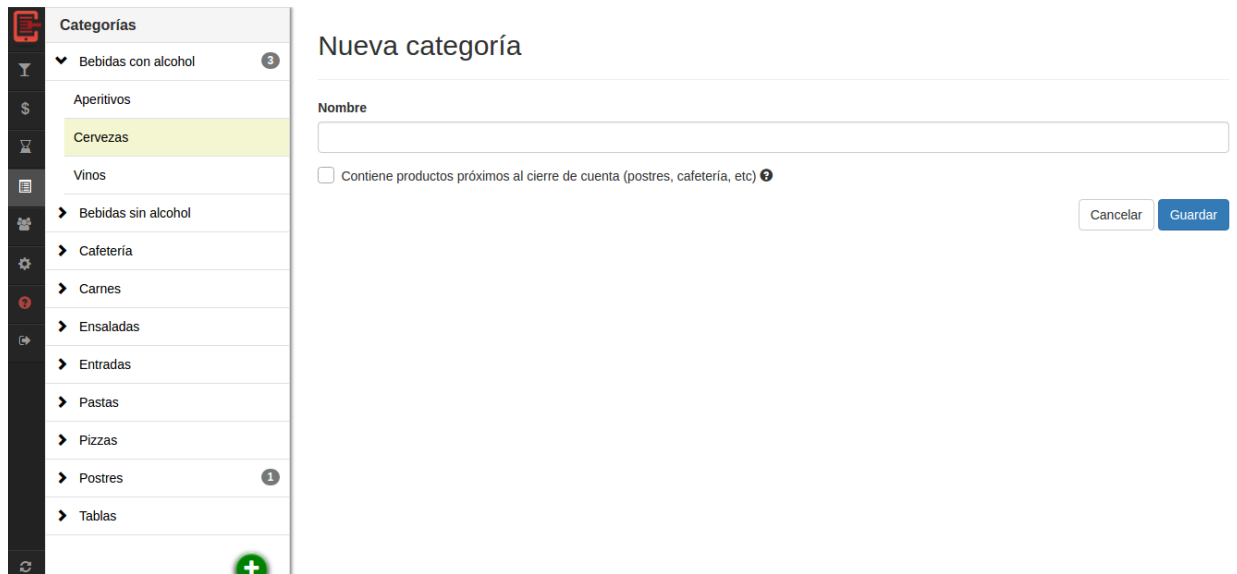 Categorías
Bebidas con alcohol 3
Aperitivos
Cervezas
Vinos
Bebidas sin alcohol
Cafetería
Carnes
Ensaladas
Entradas
Pastas
Pizzas
Postres 1
Tablas
Nueva categoría
Nombre
Contiene productos próximos al cierre de cuenta (postres, cafetería, etc)
Cancelar Guardar